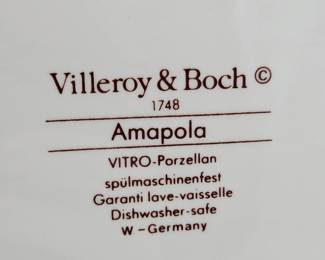 Villeroy & Boch ©
1748
Amapola
VITRO-Porzellan
spülmaschinenfest
Garanti lave-vaisselle
Dishwasher-safe
W – Germany